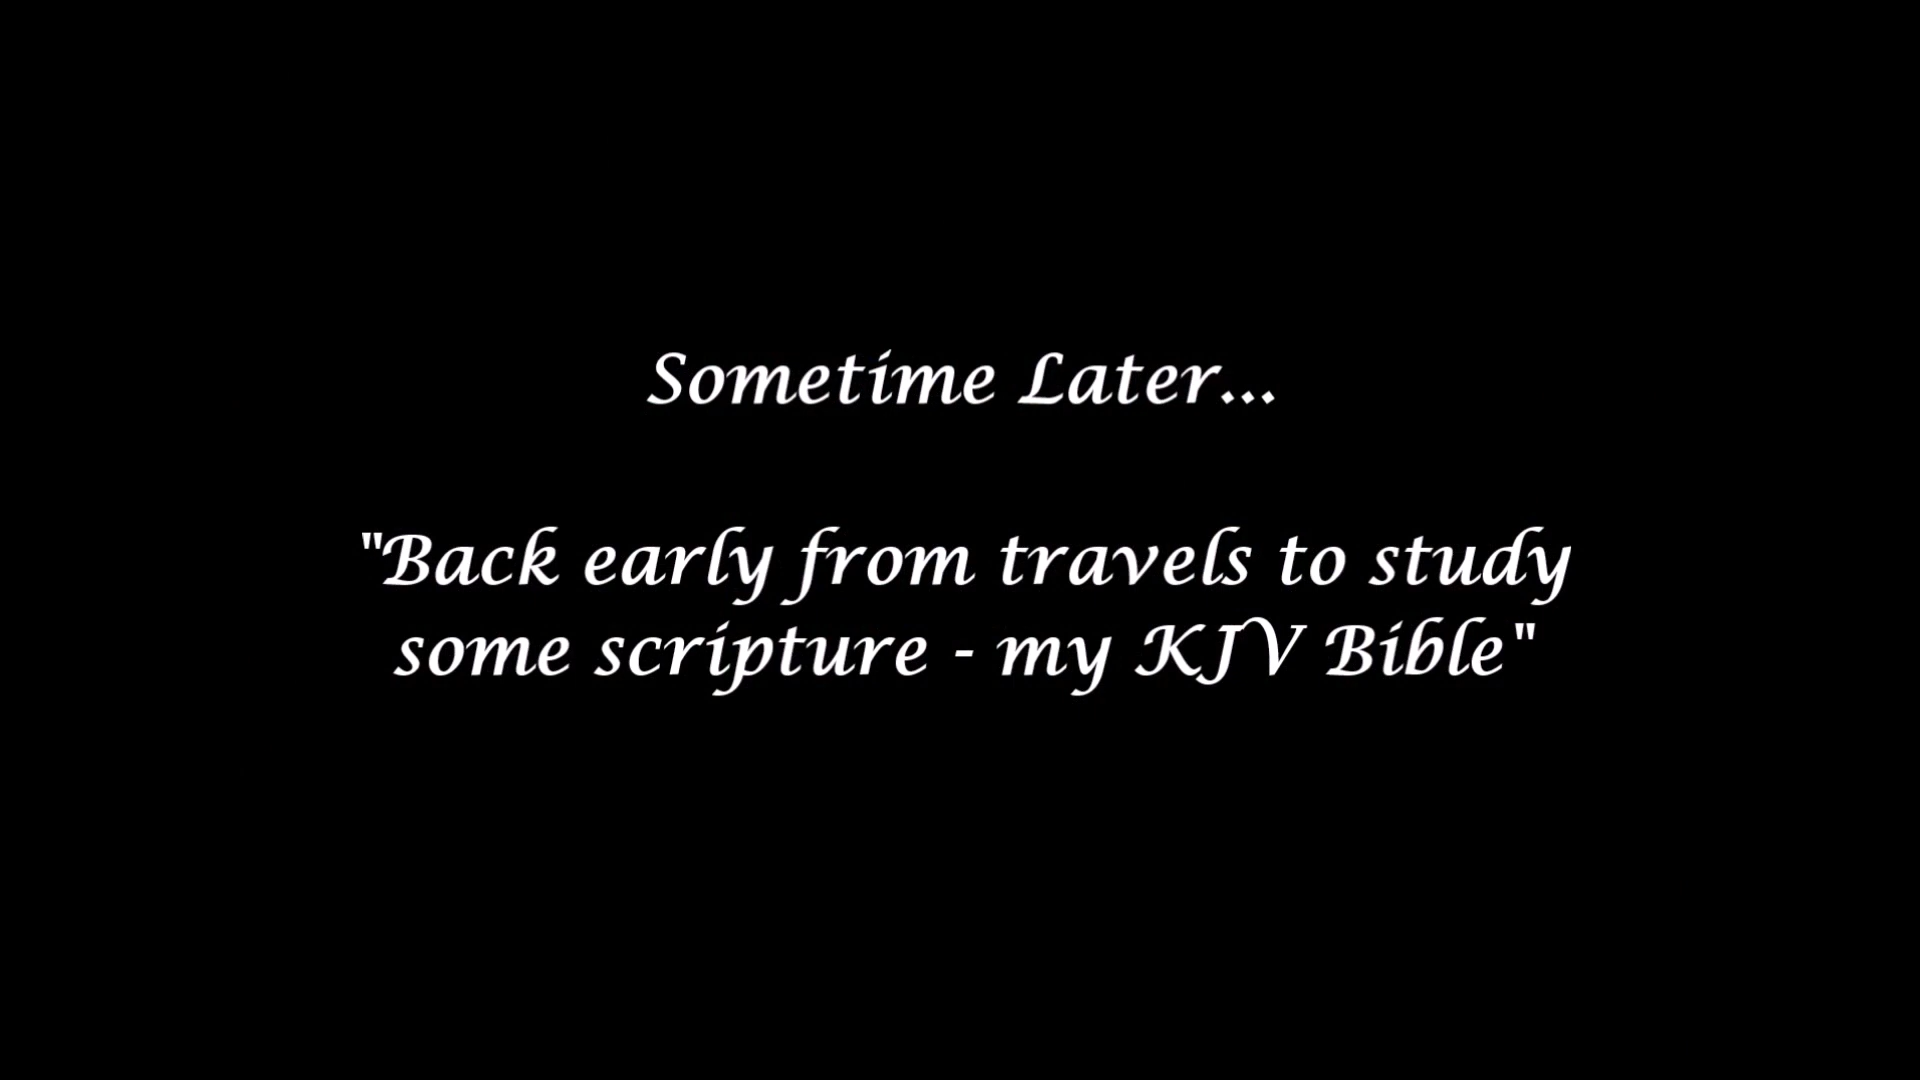 Sometime Later...
"Back early from travels to study
some scripture - my KJV Bible"